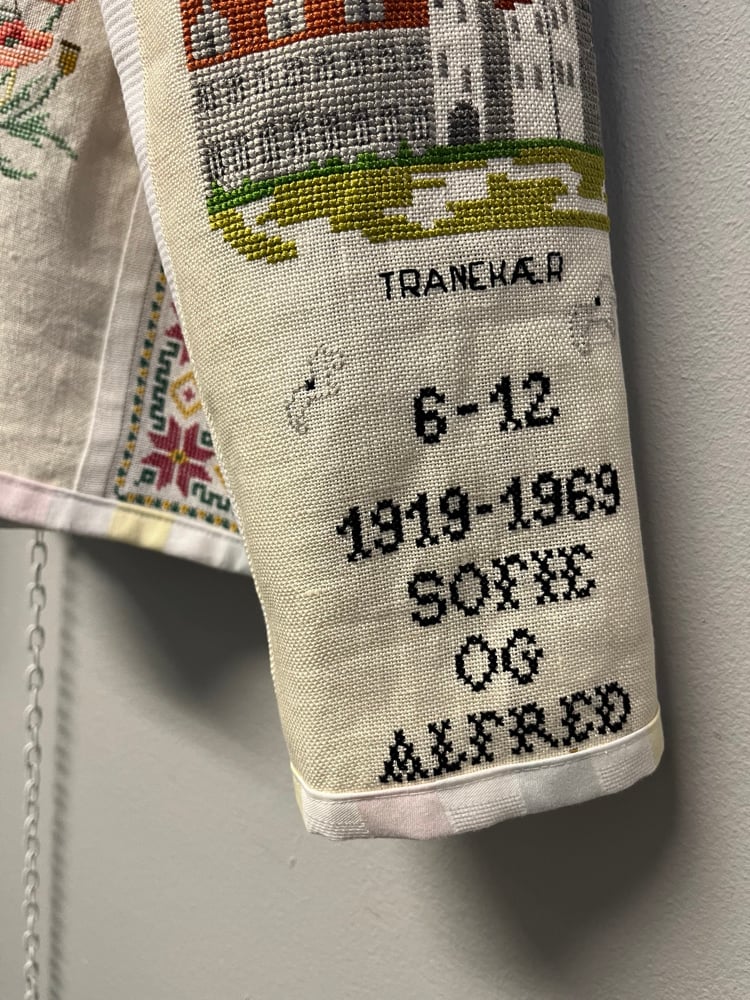 TRANEKÆR
6-12
1919-1969
SOFIE
OG
ALFRED